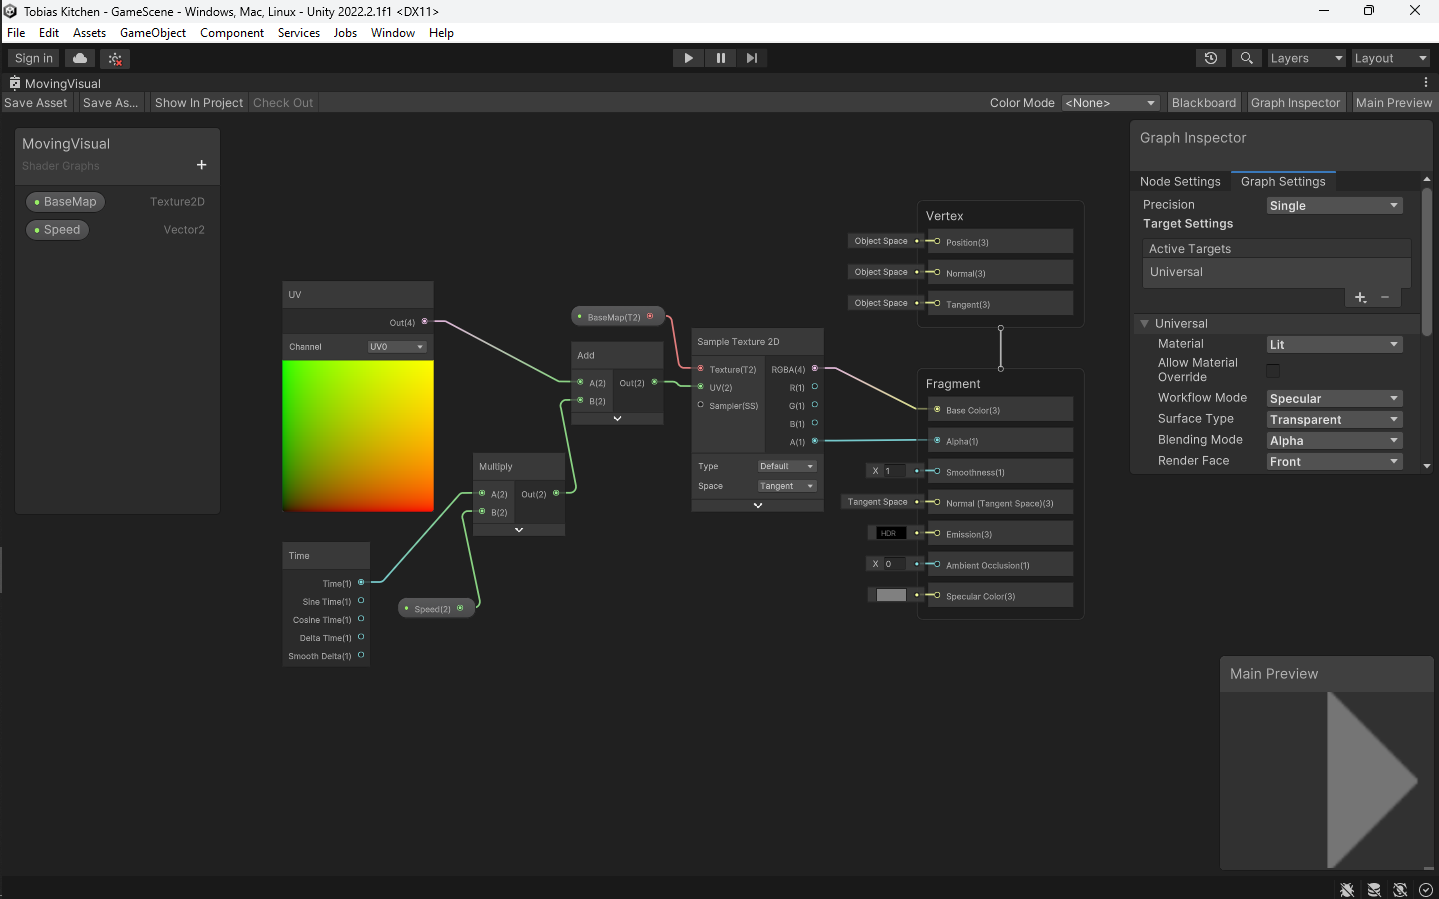 Tobias Kitchen - GameScene - Windows, Mac, Linux - Unity 2022.2.1f1 <DX11>
File Edit Assets GameObject Component Services Jobs Window Help
Sign in
Layers
Layout
MovingVisual
Save Asset Save As... Show In Project Check Out
Color Mode <None> Blackboard Graph Inspector Main Preview
MovingVisual
Shader Graphs
+
BaseMap Texture2D
Speed Vector2
UV
Out(4)
Channel UV0
Time
Time(1)
Sine Time(1)
Cosine Time(1)
Delta Time(1)
Smooth Delta(1)
Speed(2)
Multiply
A(2) Out(2)
B(2)
BaseMap(T2)
Add
A(2) Out(2)
B(2)
Sample Texture 2D
Texture(T2) RGBA(4)
UV(2) R(1)
Sampler(SS) G(1)
B(1)
A(1)
Type Default
Space Tangent
Vertex
Object Space Position(3)
Object Space Normal(3)
Object Space Tangent(3)
Fragment
Base Color(3)
Alpha(1)
X 1 Smoothness(1)
Tangent Space Normal (Tangent Space)(3)
HDR Emission(3)
X 0 Ambient Occlusion(1)
Specular Color(3)
Graph Inspector
Node Settings Graph Settings
Precision Single
Target Settings
Active Targets
Universal
+ −
Universal
Material Lit
Allow Material
Override
Workflow Mode Specular
Surface Type Transparent
Blending Mode Alpha
Render Face Front
Main Preview